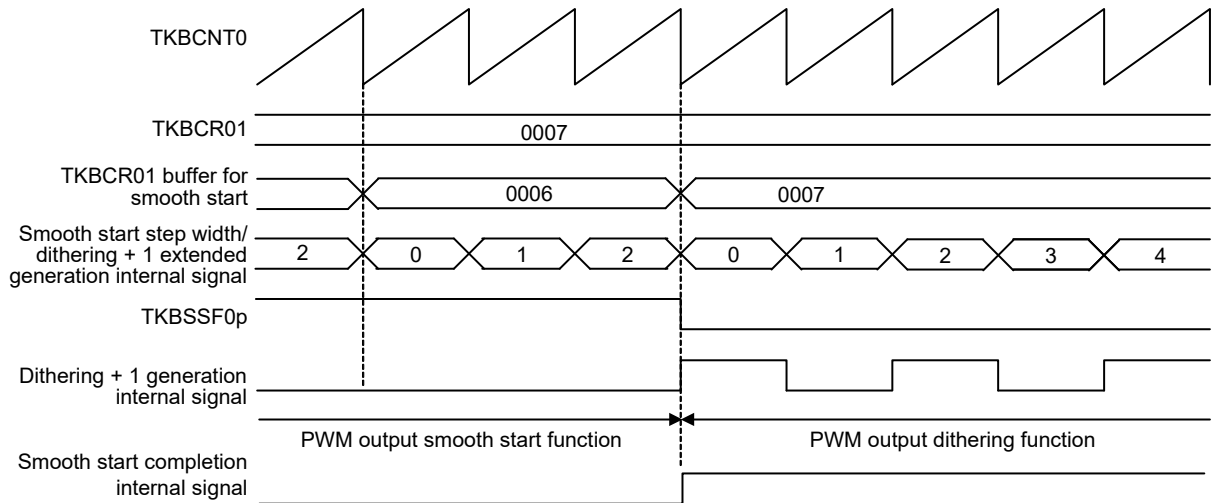 TKBCNT0
TKBCR01
0007
TKBCR01 buffer for
smooth start
0006
0007
Smooth start step width/
dithering + 1 extended
generation internal signal
2 0 1 2 0 1 2 3 4
TKBSSF0p
Dithering + 1 generation
internal signal
PWM output smooth start function
PWM output dithering function
Smooth start completion
internal signal